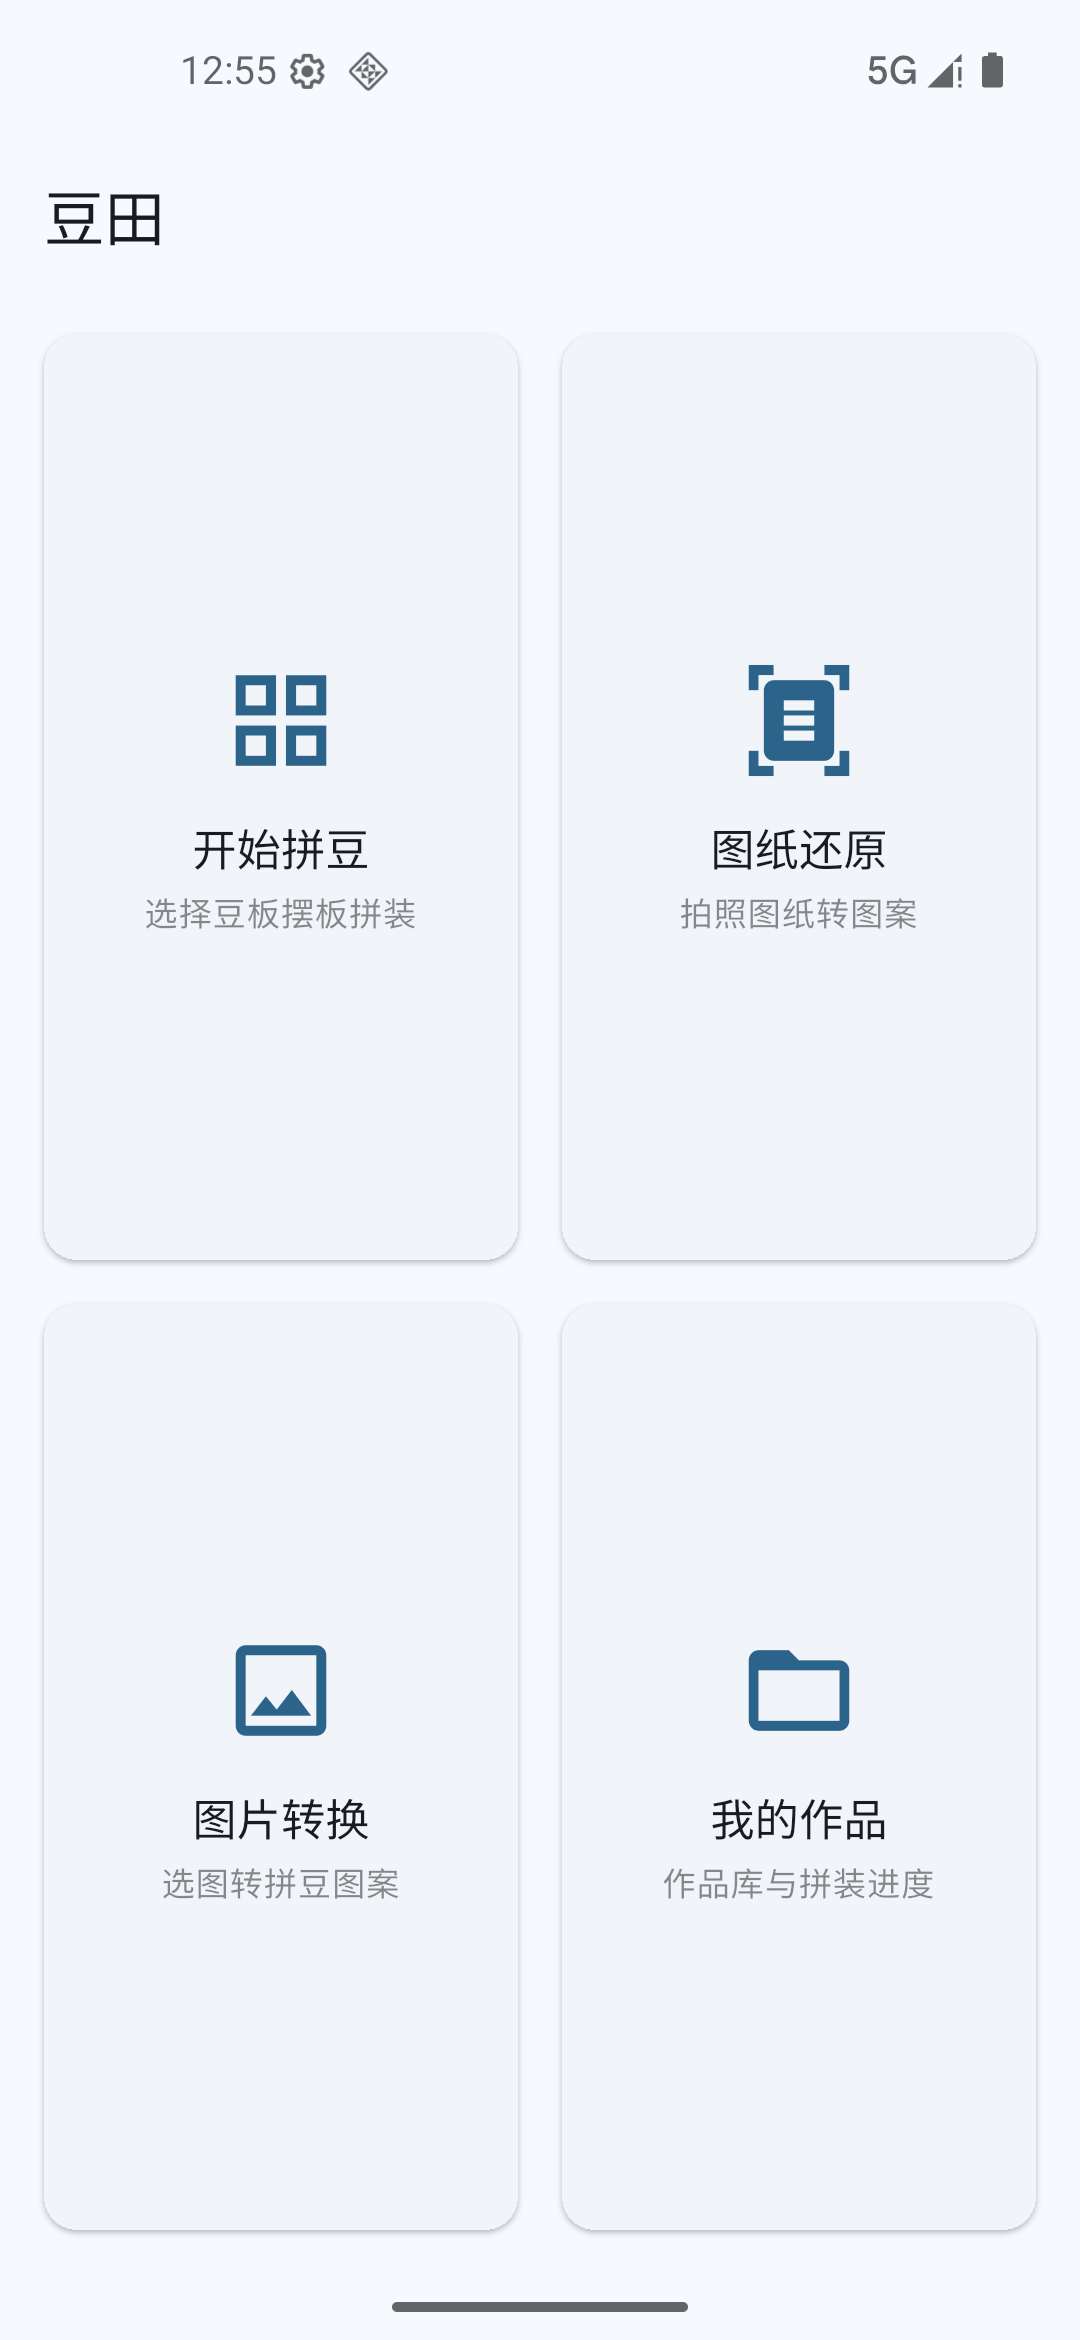 12:55
5G
豆田
开始拼豆
选择豆板摆板拼装
图纸还原
拍照图纸转图案
图片转换
选图转拼豆图案
我的作品
作品库与拼装进度